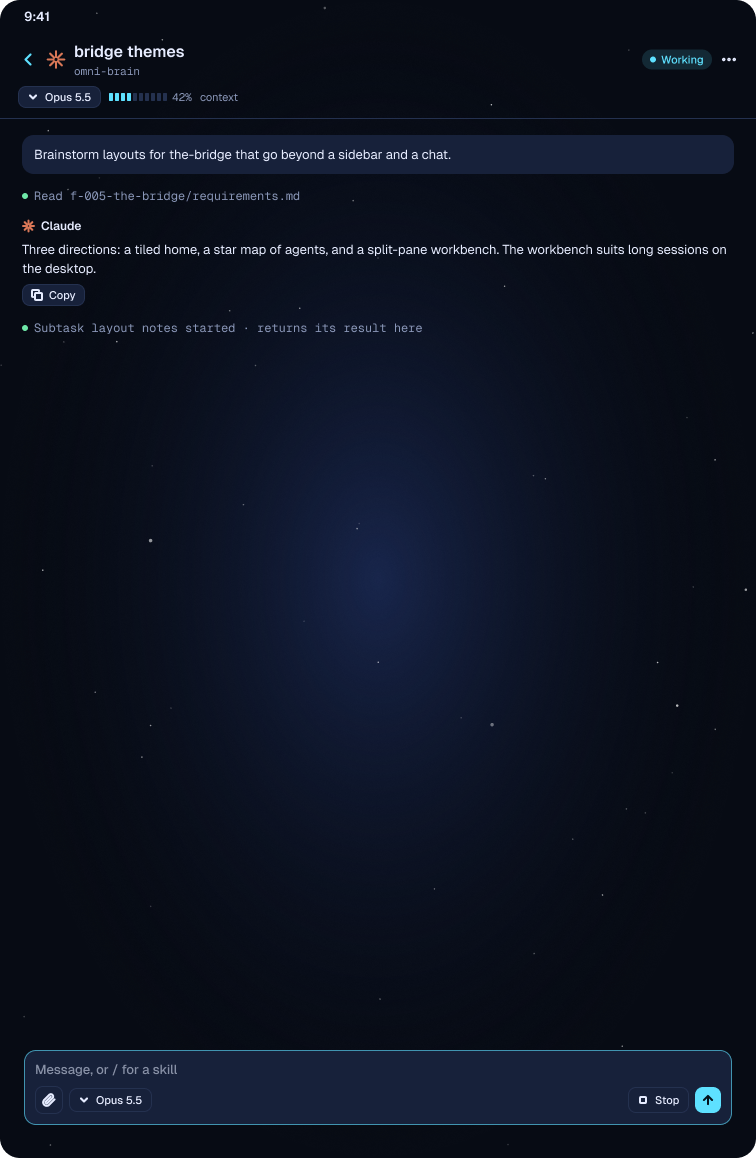 9:41
bridge themes
omni-brain
Working
Opus 5.5
42% context
Brainstorm layouts for the-bridge that go beyond a sidebar and a chat.
Read f-005-the-bridge/requirements.md
Claude
Three directions: a tiled home, a star map of agents, and a split-pane workbench. The workbench suits long sessions on
the desktop.
Copy
Subtask layout notes started · returns its result here
Message, or / for a skill
Opus 5.5
Stop